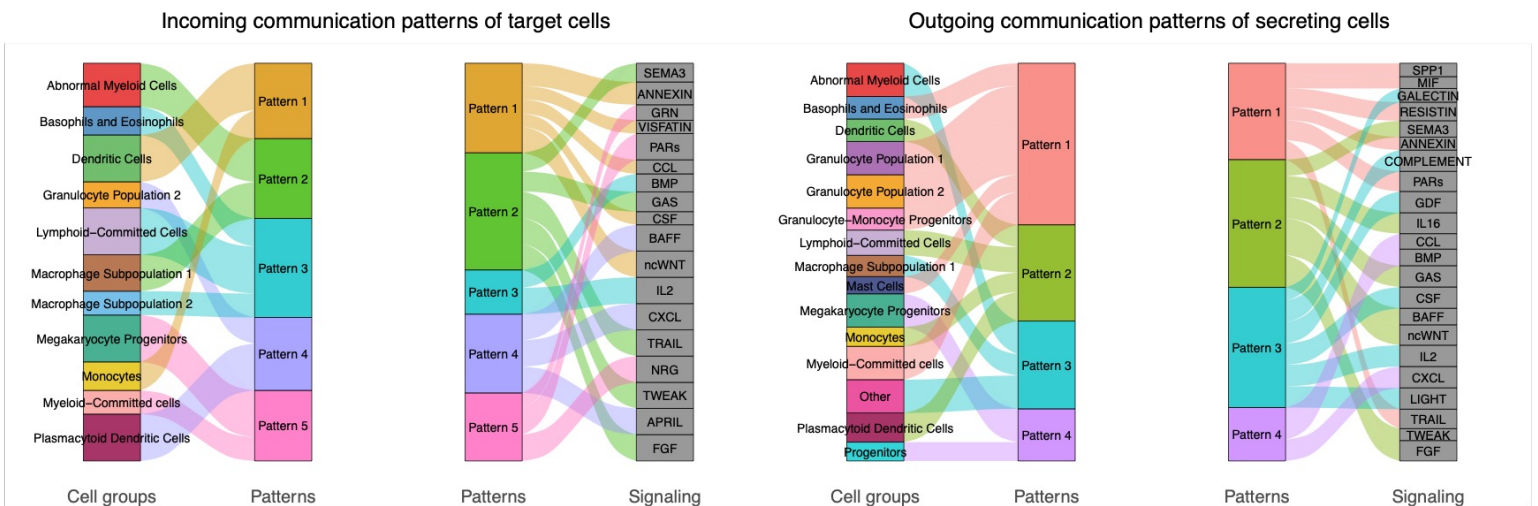 Incoming communication patterns of target cells
Abnormal Myeloid Cells
Basophils and Eosinophils
Dendritic Cells
Granulocyte Population 2
Lymphoid−Committed Cells
Macrophage Subpopulation 1
Macrophage Subpopulation 2
Megakaryocyte Progenitors
Monocytes
Myeloid−Committed cells
Plasmacytoid Dendritic Cells
Pattern 1
Pattern 2
Pattern 3
Pattern 4
Pattern 5
Cell groups
Patterns
Pattern 1
Pattern 2
Pattern 3
Pattern 4
Pattern 5
SEMA3
ANNEXIN
GRN
VISFATIN
PARs
CCL
BMP
GAS
CSF
BAFF
ncWNT
IL2
CXCL
TRAIL
NRG
TWEAK
APRIL
FGF
Patterns
Signaling
Outgoing communication patterns of secreting cells
Abnormal Myeloid Cells
Basophils and Eosinophils
Dendritic Cells
Granulocyte Population 1
Granulocyte Population 2
Granulocyte−Monocyte Progenitors
Lymphoid−Committed Cells
Macrophage Subpopulation 1
Mast Cells
Megakaryocyte Progenitors
Monocytes
Myeloid−Committed cells
Other
Plasmacytoid Dendritic Cells
Progenitors
Pattern 1
Pattern 2
Pattern 3
Pattern 4
Cell groups
Patterns
Pattern 1
Pattern 2
Pattern 3
Pattern 4
SPP1
MIF
GALECTIN
RESISTIN
SEMA3
ANNEXIN
COMPLEMENT
PARs
GDF
IL16
CCL
BMP
GAS
CSF
BAFF
ncWNT
IL2
CXCL
LIGHT
TRAIL
TWEAK
FGF
Patterns
Signaling